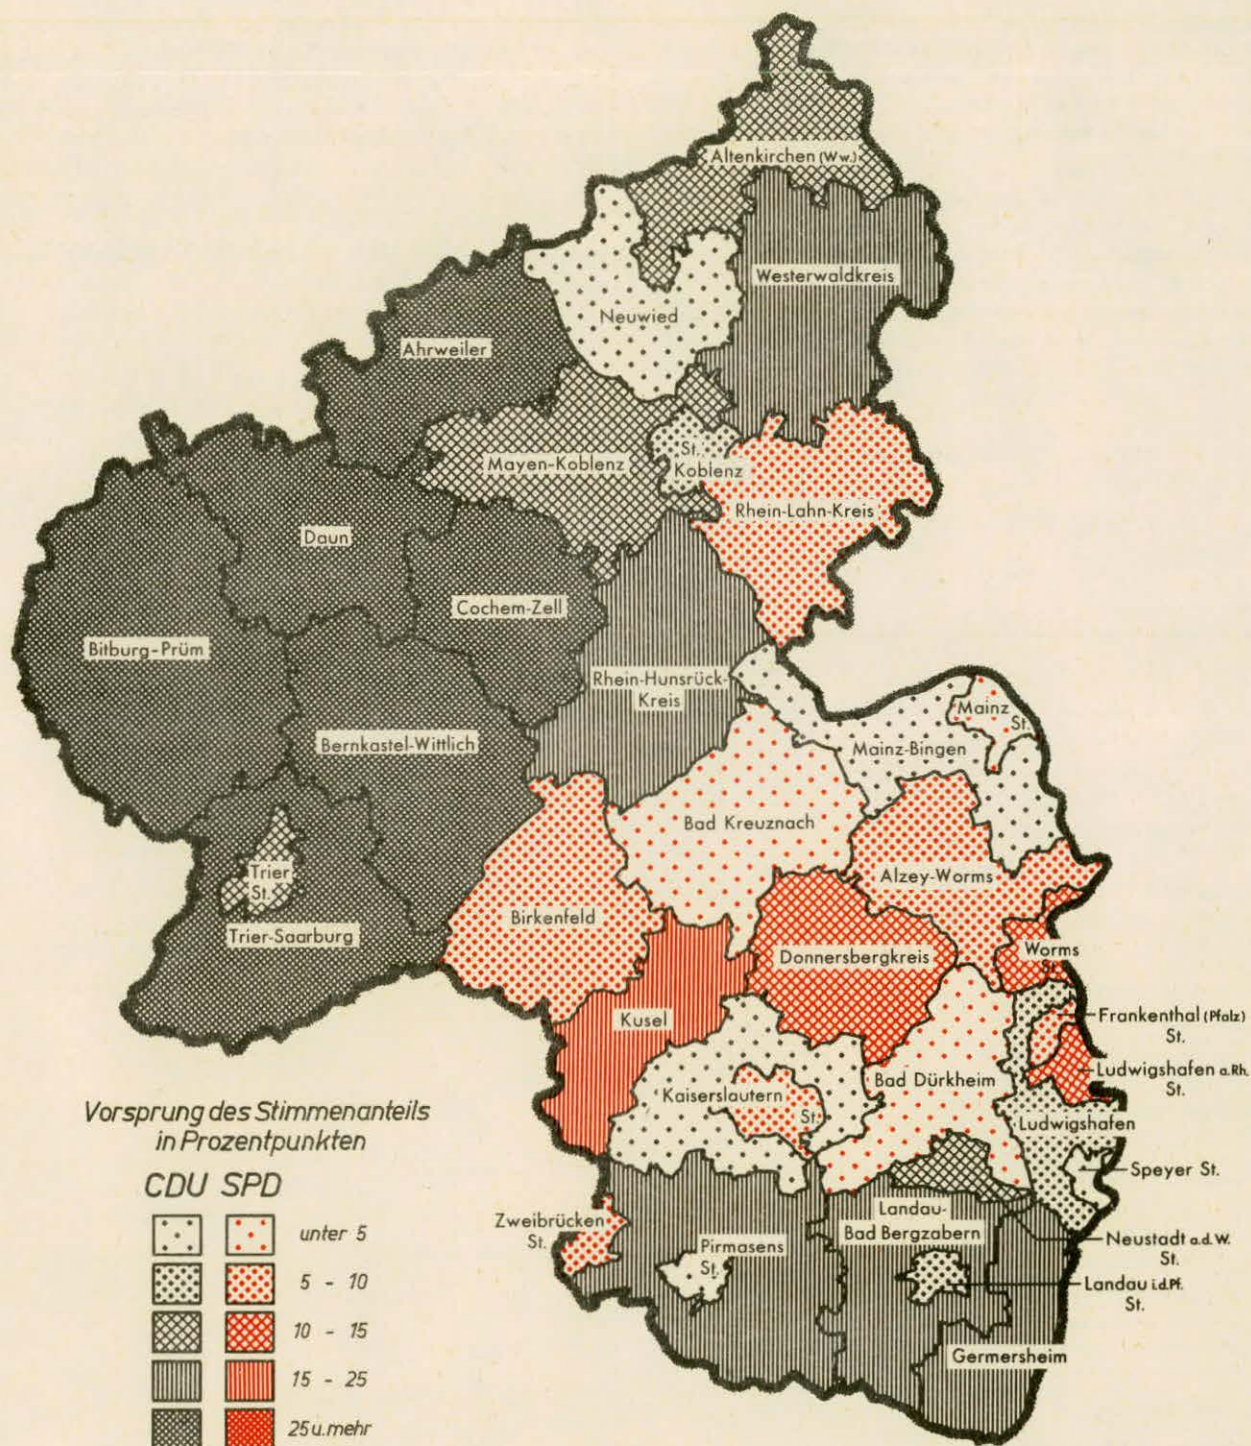 Altenkirchen (Ww.)
Westerwaldkreis
Neuwied
Ahrweiler
St.
Koblenz
Mayen-Koblenz
Rhein-Lahn-Kreis
Daun
Cochem-Zell
Bitburg-Prüm
Rhein-Hunsrück-
Kreis
Mainz
St.
Bernkastel-Wittlich
Mainz-Bingen
Bad Kreuznach
Trier
St.
Alzey-Worms
Birkenfeld
Trier-Saarburg
Donnersbergkreis
Worms
St.
Kusel
Frankenthal (Pfalz)
St.
Ludwigshafen a.Rh.
St.
Bad Dürkheim
Kaiserslautern
St.
Ludwigshafen
Speyer St.
Landau-
Bad Bergzabern
Zweibrücken
St.
Pirmasens
St.
Neustadt a.d.W.
St.
Landau i.d.Pf.
St.
Germersheim
Vorsprung des Stimmenanteils
in Prozentpunkten
CDU SPD
unter 5
5 - 10
10 - 15
15 - 25
25 u. mehr